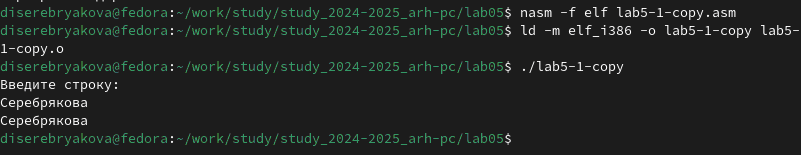 diserebryakova@fedora:~/work/study/study_2024-2025_arh-pc/lab05$ nasm -f elf lab5-1-copy.asm
diserebryakova@fedora:~/work/study/study_2024-2025_arh-pc/lab05$ ld -m elf_i386 -o lab5-1-copy lab5-
1-copy.o
diserebryakova@fedora:~/work/study/study_2024-2025_arh-pc/lab05$ ./lab5-1-copy
Введите строку:
Серебрякова
Серебрякова
diserebryakova@fedora:~/work/study/study_2024-2025_arh-pc/lab05$